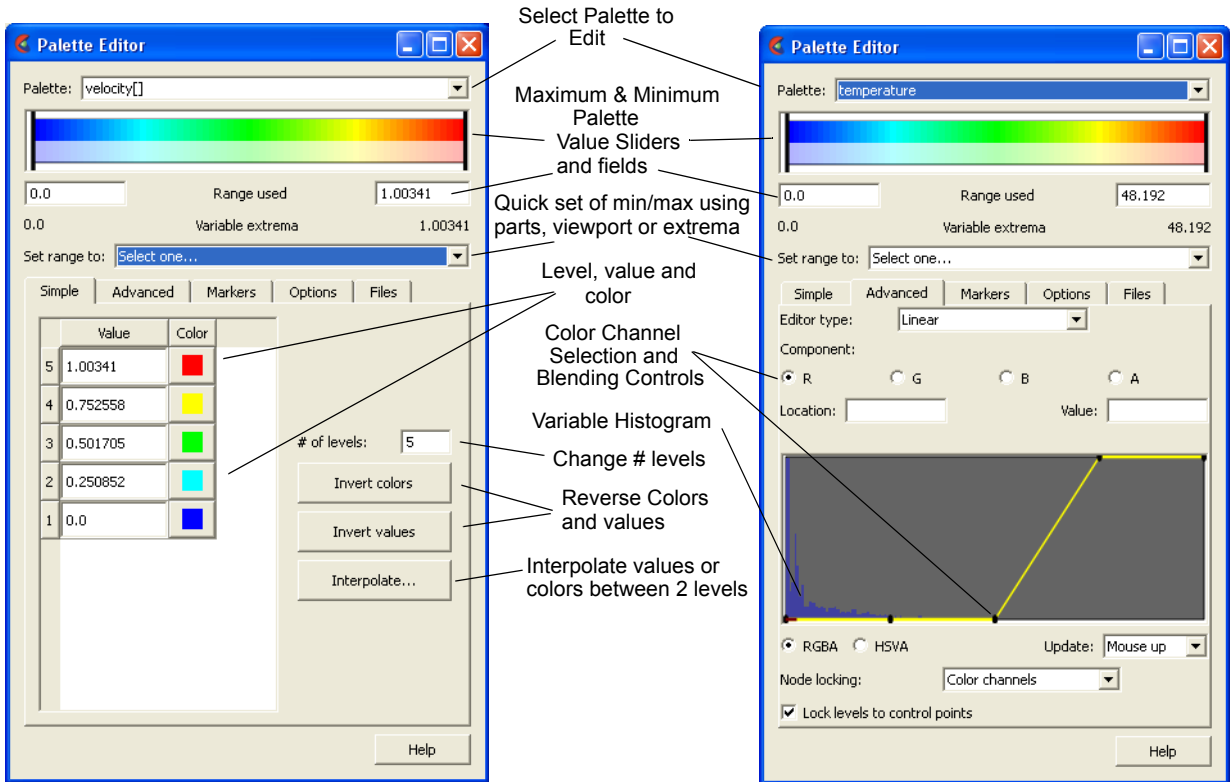 Palette Editor
Palette: velocity[]
0.0 Range used 1.00341
0.0 Variable extrema 1.00341
Set range to: Select one...
Simple Advanced Markers Options Files
Value Color
5 1.00341
4 0.752558
3 0.501705
2 0.250852
1 0.0
# of levels: 5
Invert colors
Invert values
Interpolate...
Help
Select Palette to
Edit
Maximum & Minimum
Palette
Value Sliders
and fields
Quick set of min/max using
parts, viewport or extrema
Level, value and
color
Color Channel
Selection and
Blending Controls
Variable Histogram
Change # levels
Reverse Colors
and values
Interpolate values or
colors between 2 levels
Palette Editor
Palette: temperature
0.0 Range used 48.192
0.0 Variable extrema 48.192
Set range to: Select one...
Simple Advanced Markers Options Files
Editor type: Linear
Component:
R G B A
Location: Value:
RGBA HSVA Update: Mouse up
Node locking: Color channels
Lock levels to control points
Help